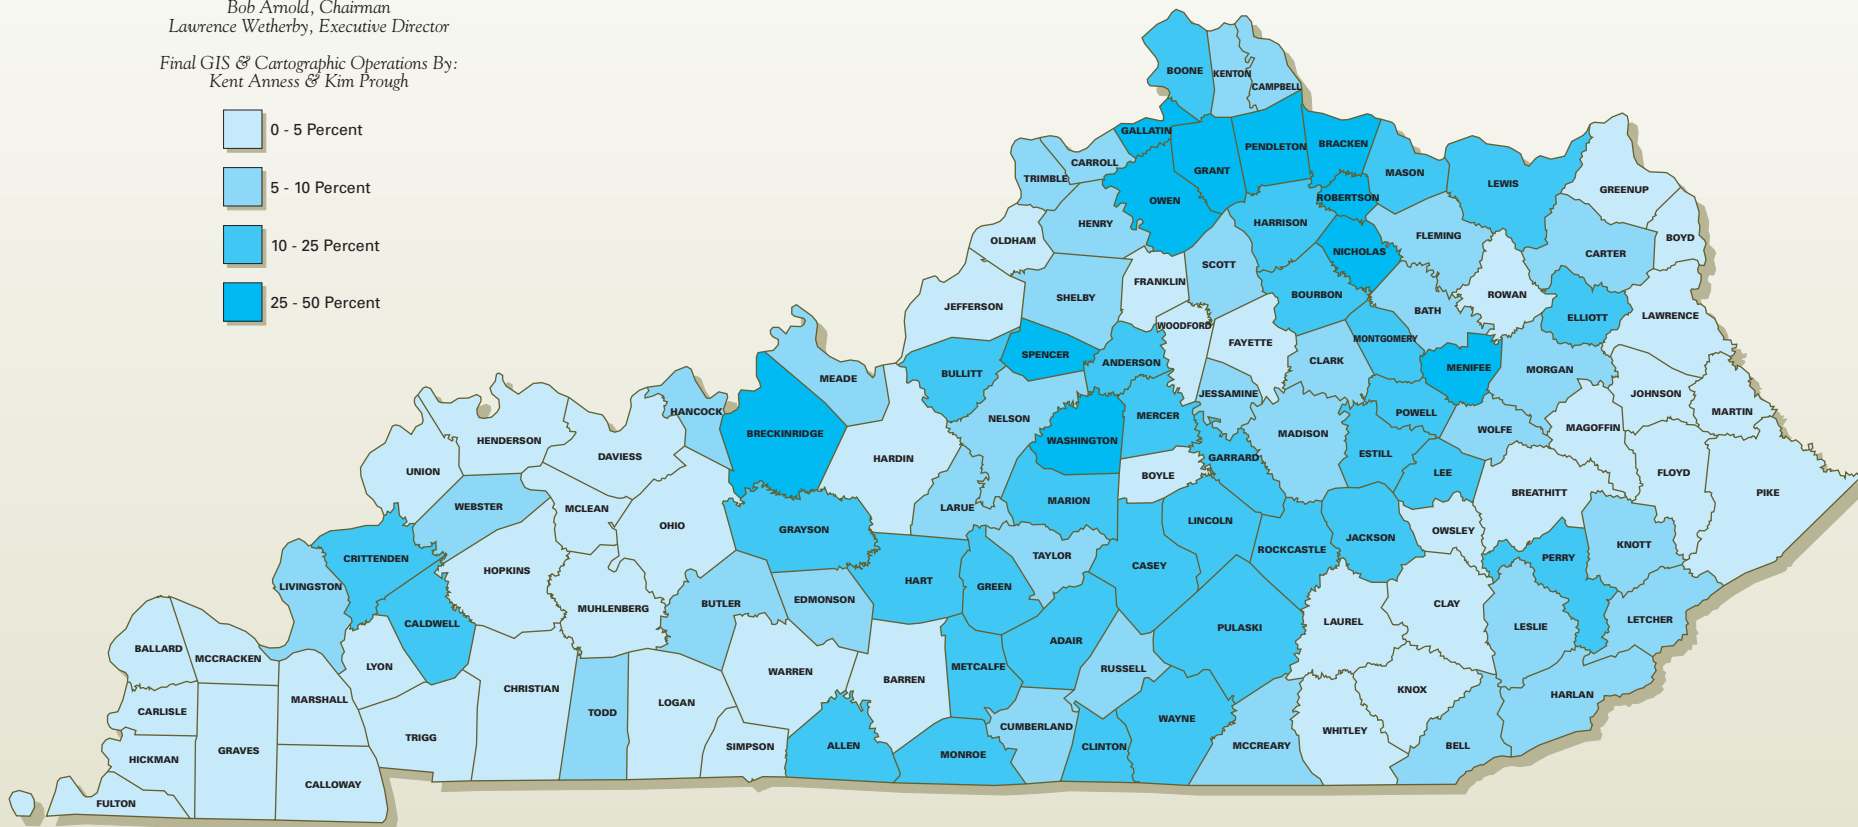 Bob Arnold, Chairman
Lawrence Wetherby, Executive Director
Final GIS & Cartographic Operations By:
Kent Anness & Kim Prough
0 - 5 Percent
5 - 10 Percent
10 - 25 Percent
25 - 50 Percent
BOONE
KENTON
CAMPBELL
GALLATIN
PENDLETON
BRACKEN
CARROLL
GRANT
MASON
TRIMBLE
LEWIS
GREENUP
OWEN
ROBERTSON
HENRY
HARRISON
FLEMING
BOYD
OLDHAM
NICHOLAS
CARTER
SCOTT
FRANKLIN
SHELBY
BOURBON
ROWAN
JEFFERSON
BATH
LAWRENCE
ELLIOTT
WOODFORD
MONTGOMERY
FAYETTE
SPENCER
ANDERSON
CLARK
MENIFEE
MORGAN
BULLITT
MEADE
JESSAMINE
JOHNSON
HANCOCK
NELSON
MERCER
POWELL
MARTIN
BRECKINRIDGE
WASHINGTON
MADISON
WOLFE
MAGOFFIN
HENDERSON
DAVIESS
HARDIN
GARRARD
ESTILL
UNION
BOYLE
LEE
FLOYD
BREATHITT
PIKE
WEBSTER
MCLEAN
LARUE
MARION
OHIO
GRAYSON
LINCOLN
OWSLEY
CRITTENDEN
TAYLOR
ROCKCASTLE
JACKSON
PERRY
KNOTT
HOPKINS
HART
CASEY
LIVINGSTON
GREEN
MUHLENBERG
BUTLER
EDMONSON
CLAY
CALDWELL
ADAIR
PULASKI
LAUREL
LESLIE
LETCHER
BALLARD
MCCRACKEN
LYON
WARREN
METCALFE
RUSSELL
BARREN
CHRISTIAN
KNOX
HARLAN
MARSHALL
LOGAN
CARLISLE
TODD
CUMBERLAND
WAYNE
WHITLEY
TRIGG
SIMPSON
ALLEN
MONROE
CLINTON
MCCREARY
BELL
GRAVES
HICKMAN
CALLOWAY
FULTON